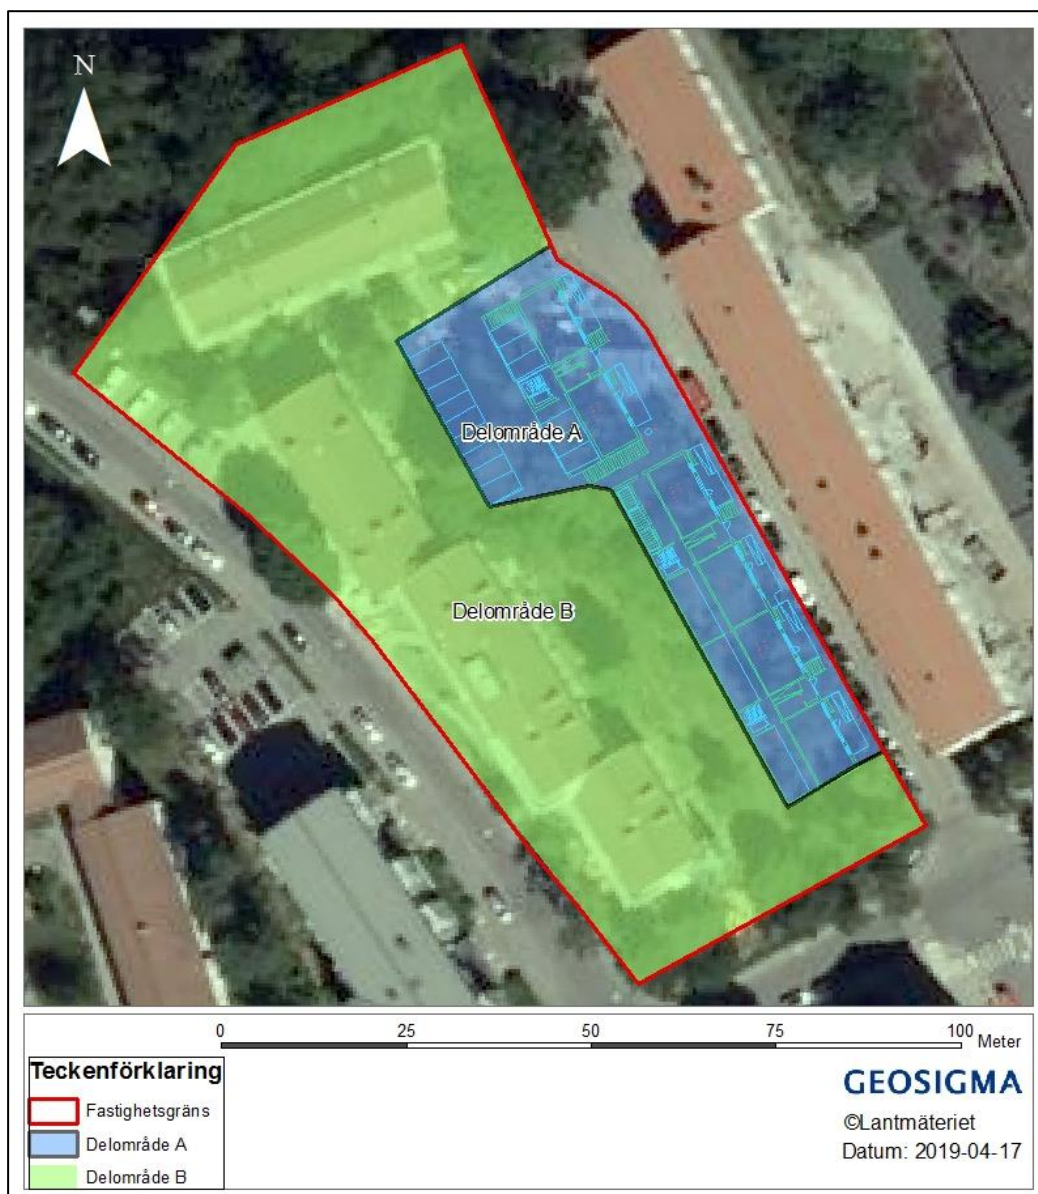 N
Delområde A
Delområde B
0 25 50 75 100 Meter
Teckenförklaring
Fastighetsgräns
Delområde A
Delområde B
GEOSIGMA
©Lantmäteriet
Datum: 2019-04-17